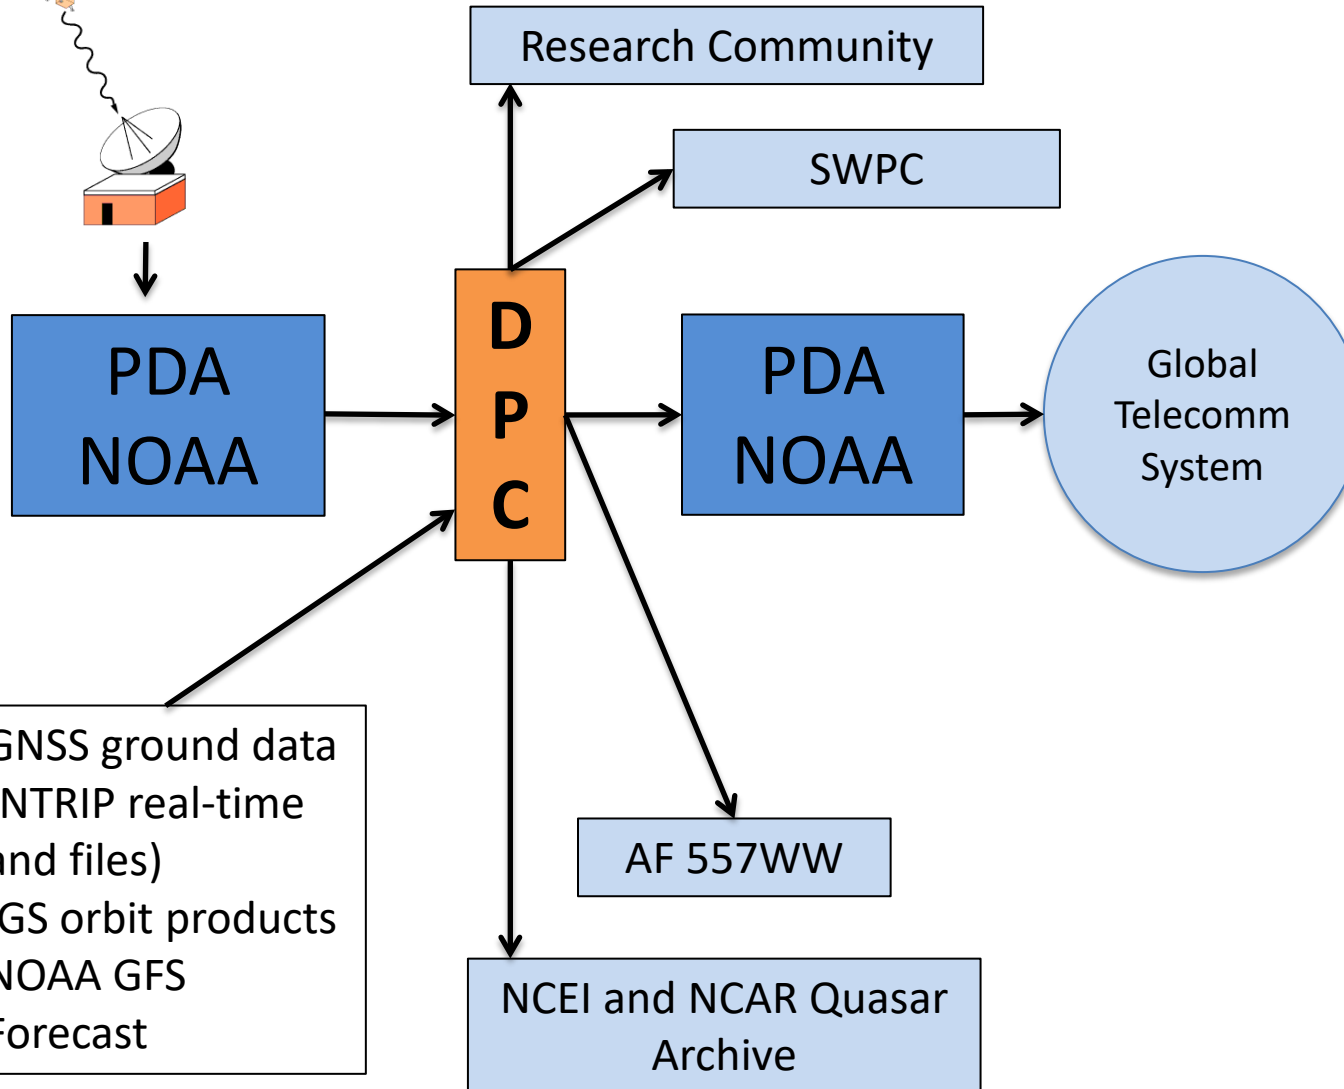 Research Community
SWPC
PDA
NOAA
D
P
C
PDA
NOAA
Global
Telecomm
System
GNSS ground data
NTRIP real-time
and files)
GS orbit products
NOAA GFS
Forecast
AF 557WW
NCEI and NCAR Quasar
Archive